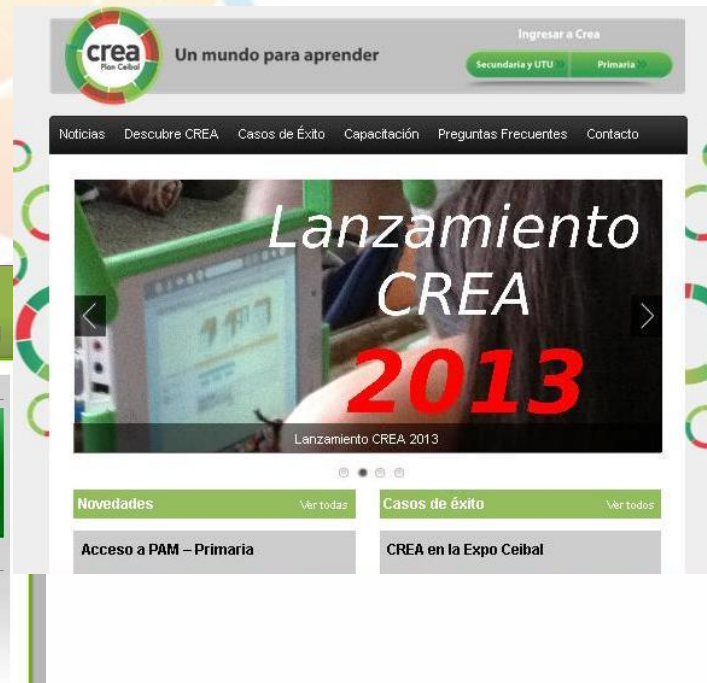 crea
Plan Ceibal
Un mundo para aprender
Ingresar a Crea
Secundaria y UTU
Primaria
Noticias Descubre CREA Casos de Éxito Capacitación Preguntas Frecuentes Contacto
Lanzamiento
CREA
2013
Lanzamiento CREA 2013
Novedades Ver todas
Casos de éxito Ver todos
Acceso a PAM – Primaria
CREA en la Expo Ceibal